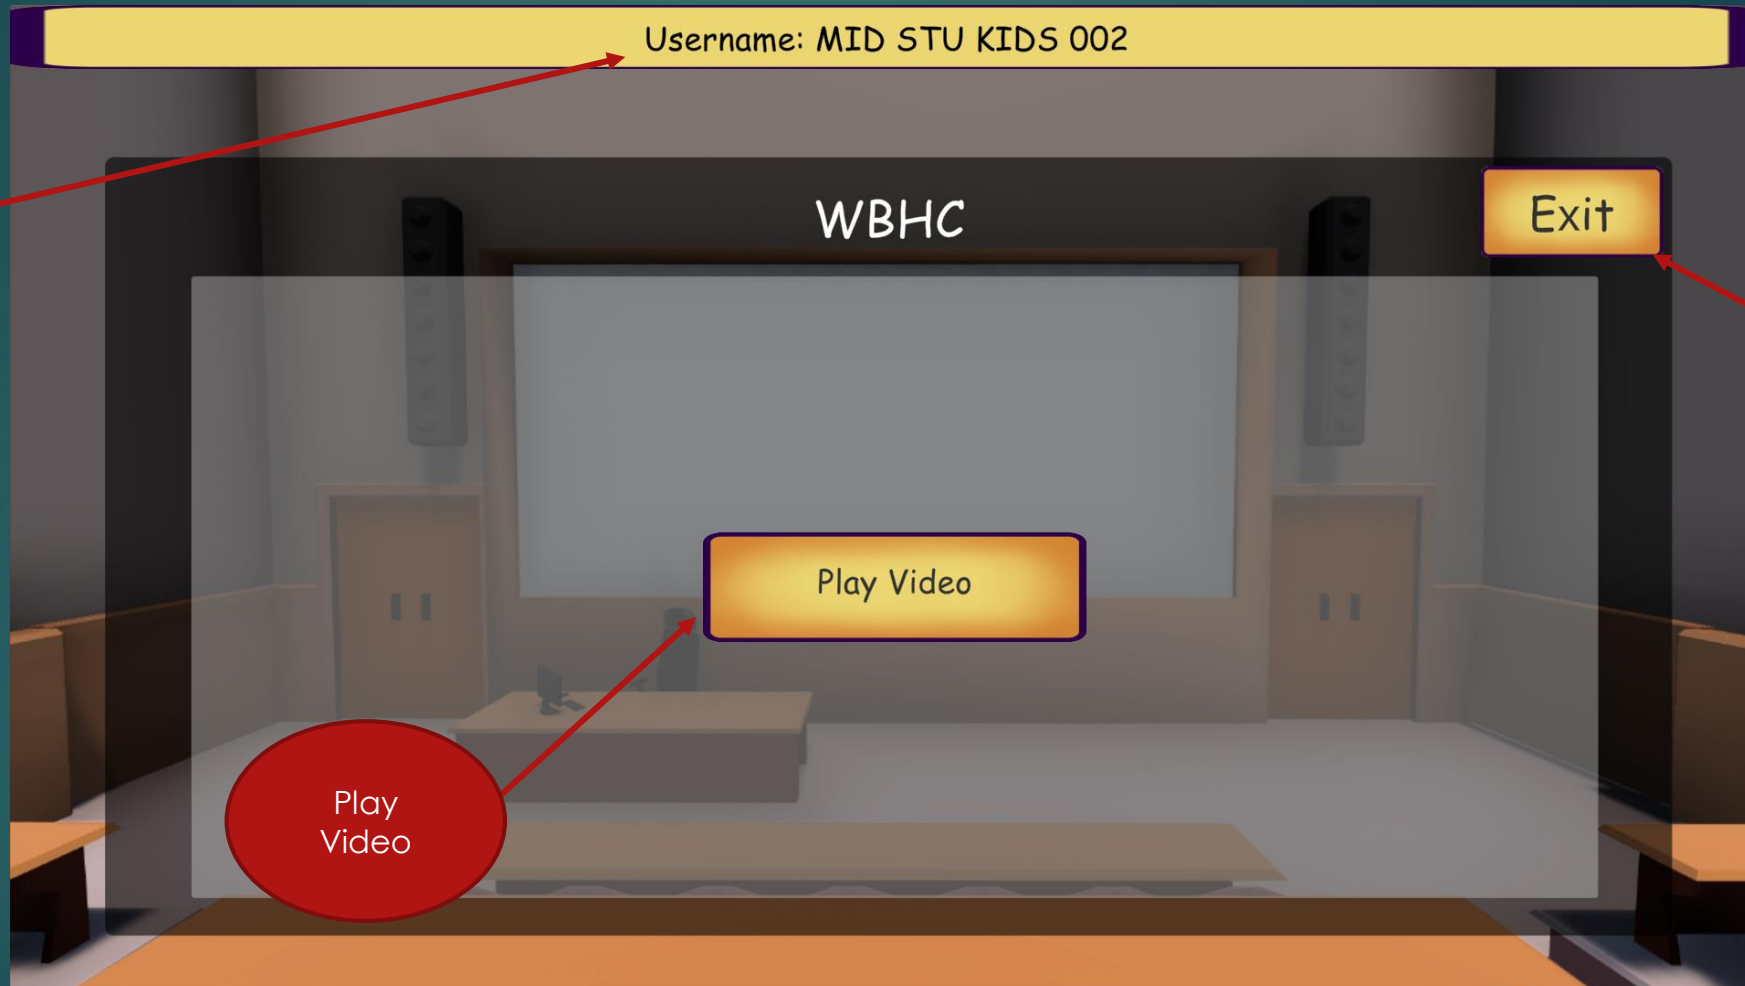 Username: MID STU KIDS 002
WBHC
Exit
Play Video
Play
Video